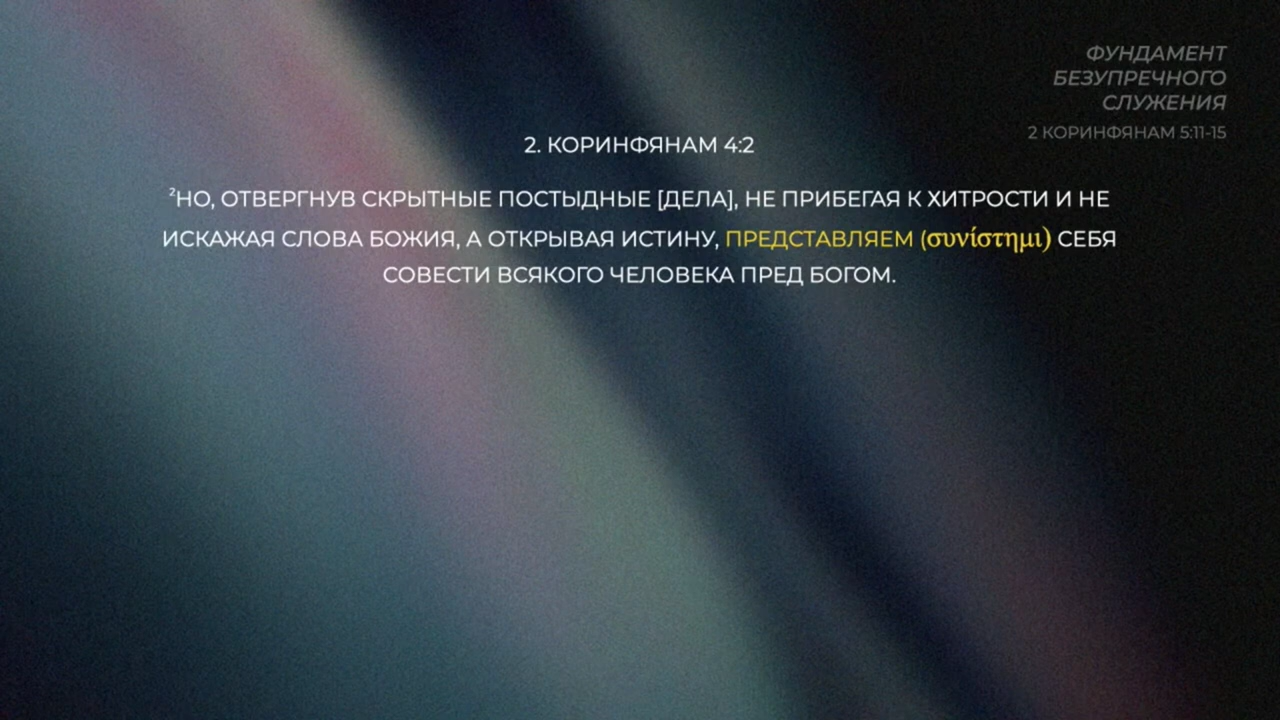 ФУНДАМЕНТ
БЕЗУПРЕЧНОГО
СЛУЖЕНИЯ
2 КОРИНФЯНАМ 5:11-15
2. КОРИНФЯНАМ 4:2
²НО, ОТВЕРГНУВ СКРЫТНЫЕ ПОСТЫДНЫЕ [ДЕЛА], НЕ ПРИБЕГАЯ К ХИТРОСТИ И НЕ
ИСКАЖАЯ СЛОВА БОЖИЯ, А ОТКРЫВАЯ ИСТИНУ, ПРЕДСТАВЛЯЕМ (συνίστημι) СЕБЯ
СОВЕСТИ ВСЯКОГО ЧЕЛОВЕКА ПРЕД БОГОМ.